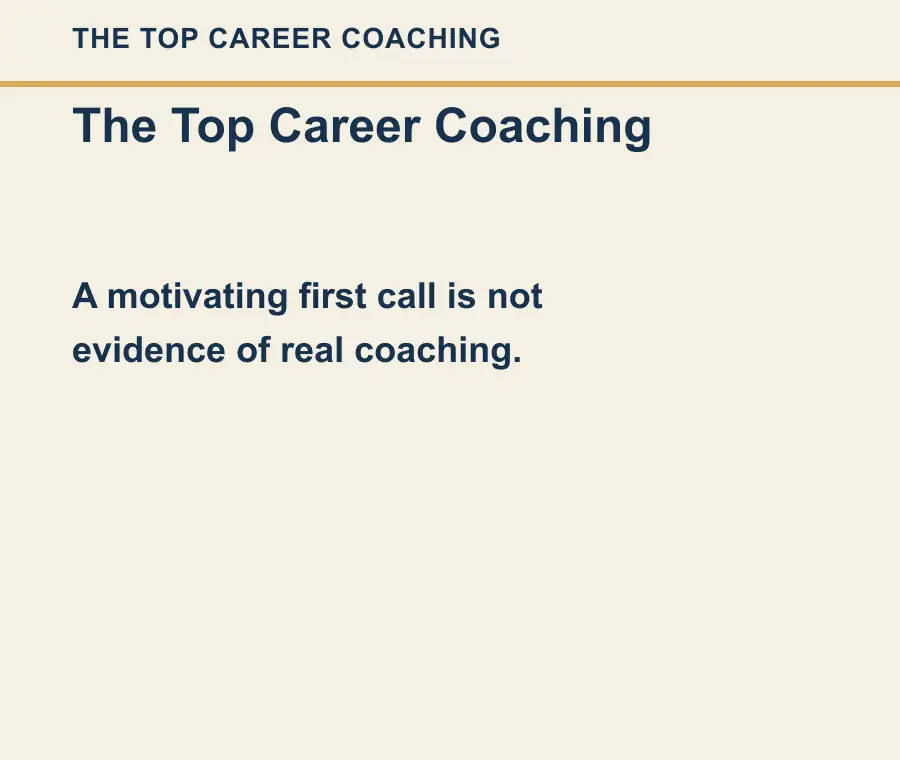 THE TOP CAREER COACHING
The Top Career Coaching
A motivating first call is not
evidence of real coaching.